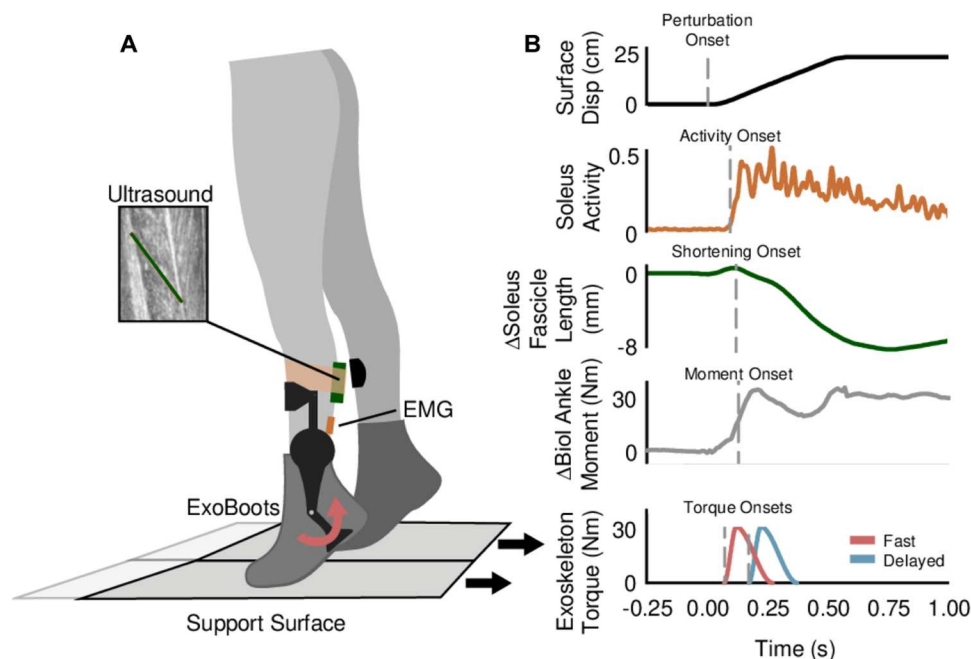 A
Ultrasound
EMG
ExoBoots
Support Surface
B
Perturbation
Onset
Surface
Disp (cm)
25
0
Activity Onset
Soleus
Activity
0.5
0
Shortening Onset
ΔSoleus
Fascicle
Length
(mm)
0
-8
Moment Onset
ΔBiol Ankle
Moment (Nm)
30
0
Torque Onsets
Exoskeleton
Torque (Nm)
30
0
Fast
Delayed
-0.25 0.00 0.25 0.50 0.75 1.00
Time (s)